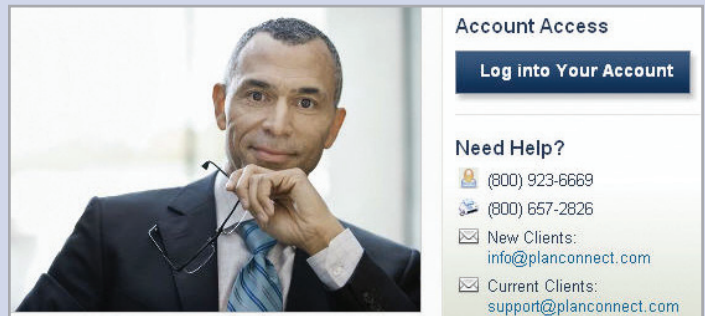 Account Access
Log into Your Account
Need Help?
(800) 923-6669
(800) 657-2826
New Clients:
info@planconnect.com
Current Clients:
support@planconnect.com